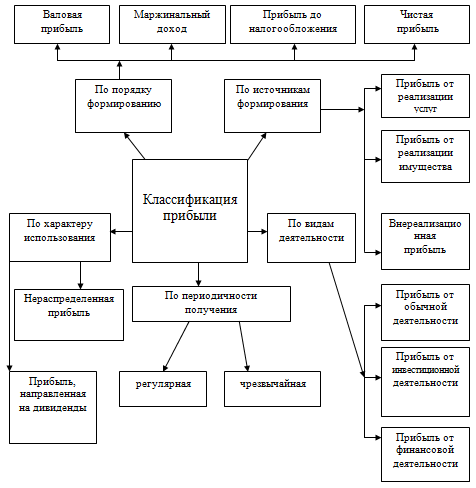 Валовая
прибыль
Маржинальный
доход
Прибыль до
налогообложения
Чистая
прибыль
По порядку
формированию
По источникам
формирования
Прибыль от
реализации
услуг
Прибыль от
реализации
имущества
Классификация
прибыли
По характеру
использования
По видам
деятельности
Внереализацио
нная
прибыль
Нераспределенная
прибыль
По периодичности
получения
Прибыль от
обычной
деятельности
Прибыль,
направленная
на дивиденды
регулярная
чрезвычайная
Прибыль от
инвестиционной
деятельности
Прибыль от
финансовой
деятельности